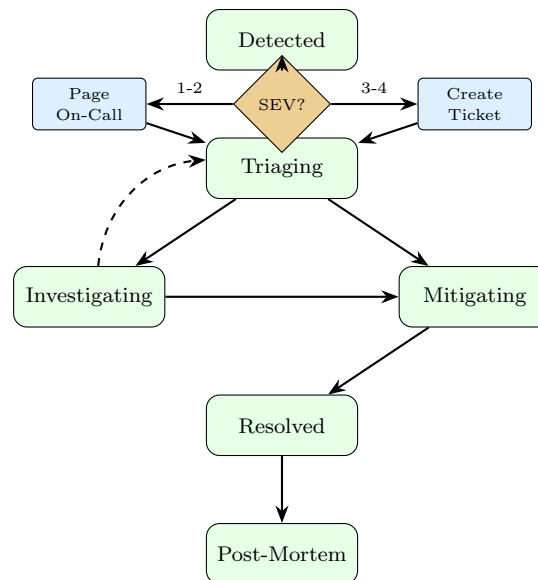 Detected
1-2
3-4
Page
On-Call
SEV?
Create
Ticket
Triaging
Investigating
Mitigating
Resolved
Post-Mortem